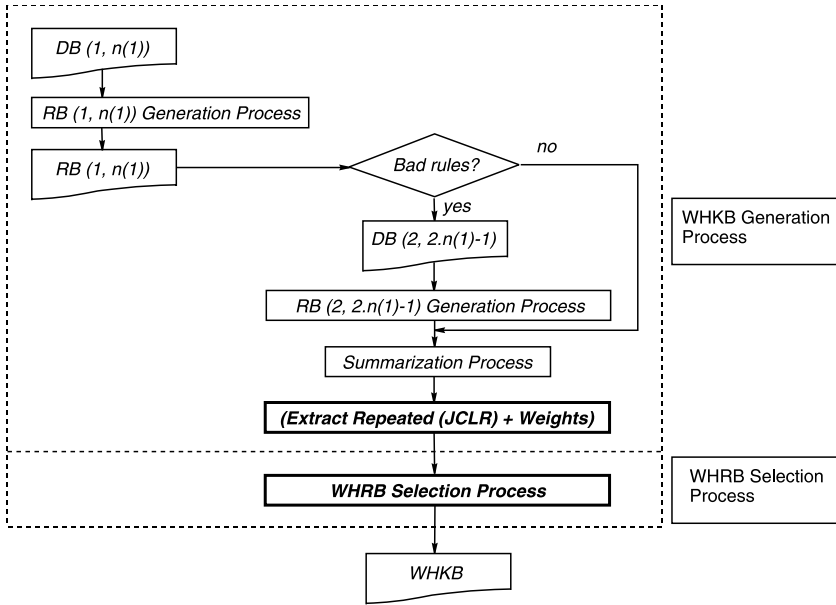 DB (1, n(1))
RB (1, n(1)) Generation Process
RB (1, n(1))
Bad rules?
no
yes
DB (2, 2.n(1)-1)
RB (2, 2.n(1)-1) Generation Process
Summarization Process
(Extract Repeated (JCLR) + Weights)
WHRB Selection Process
WHKB
WHKB Generation
Process
WHRB Selection
Process